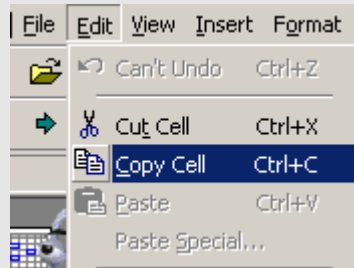 File Edit View Insert Format
Can't Undo Ctrl+Z
Cut Cell Ctrl+X
Copy Cell Ctrl+C
Paste Ctrl+V
Paste Special...